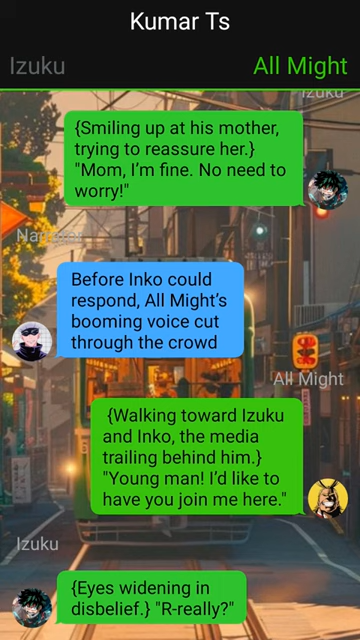 Kumar Ts
Izuku
All Might
Izuku
{Smiling up at his mother,
trying to reassure her.}
"Mom, I’m fine. No need to
worry!"
Before Inko could
respond, All Might’s
booming voice cut
through the crowd
All Might
{Walking toward Izuku
and Inko, the media
trailing behind him.}
"Young man! I’d like to
have you join me here."
Izuku
{Eyes widening in
disbelief.} "R-really?"